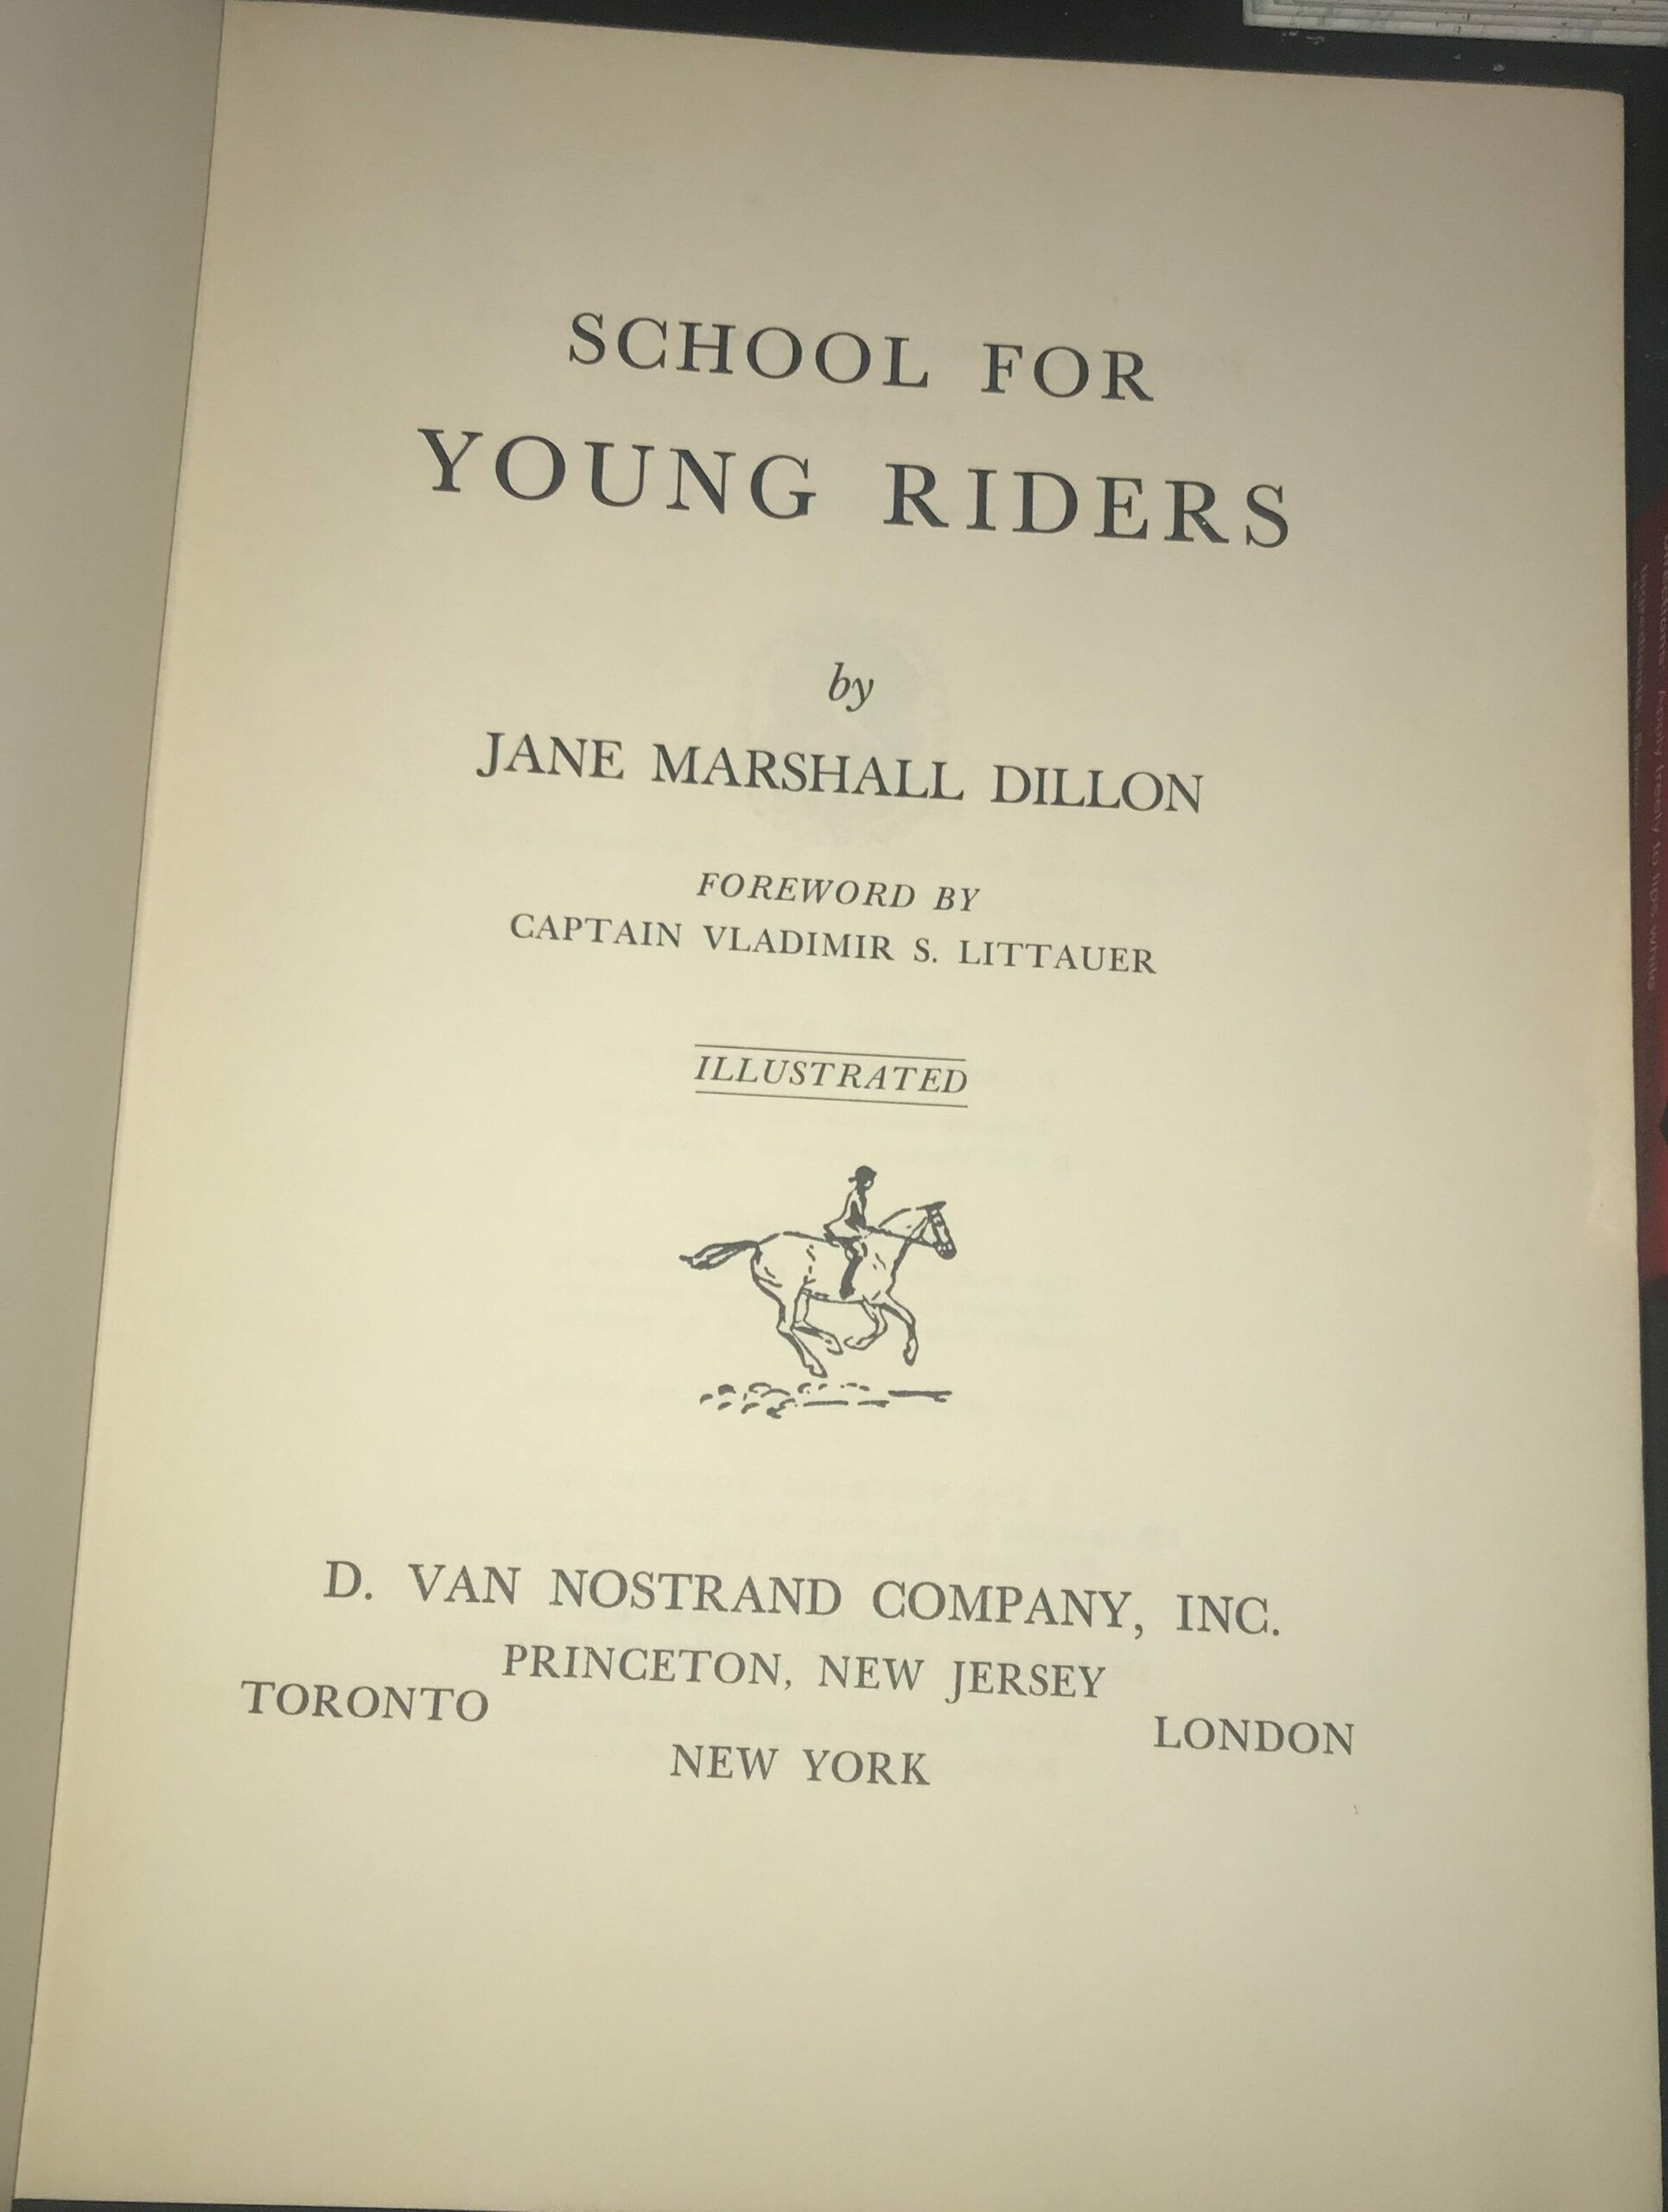 SCHOOL FOR
YOUNG RIDERS
by
JANE MARSHALL DILLON
FOREWORD BY
CAPTAIN VLADIMIR S. LITTAUER
ILLUSTRATED
D. VAN NOSTRAND COMPANY, INC.
PRINCETON, NEW JERSEY
TORONTO LONDON
NEW YORK